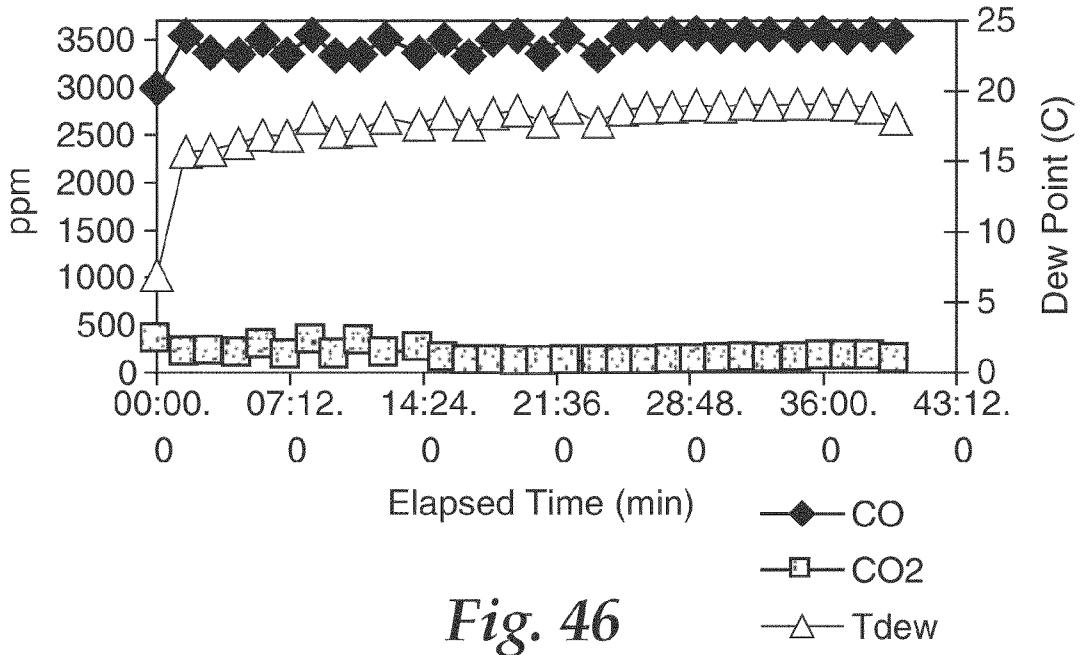 3500
3000
2500
2000
1500
1000
500
0
ppm
25
20
15
10
5
0
Dew Point (C)
00:00. 07:12. 14:24. 21:36. 28:48. 36:00. 43:12.
0 0 0 0 0 0 0
Elapsed Time (min)
CO
CO2
Tdew
Fig. 46